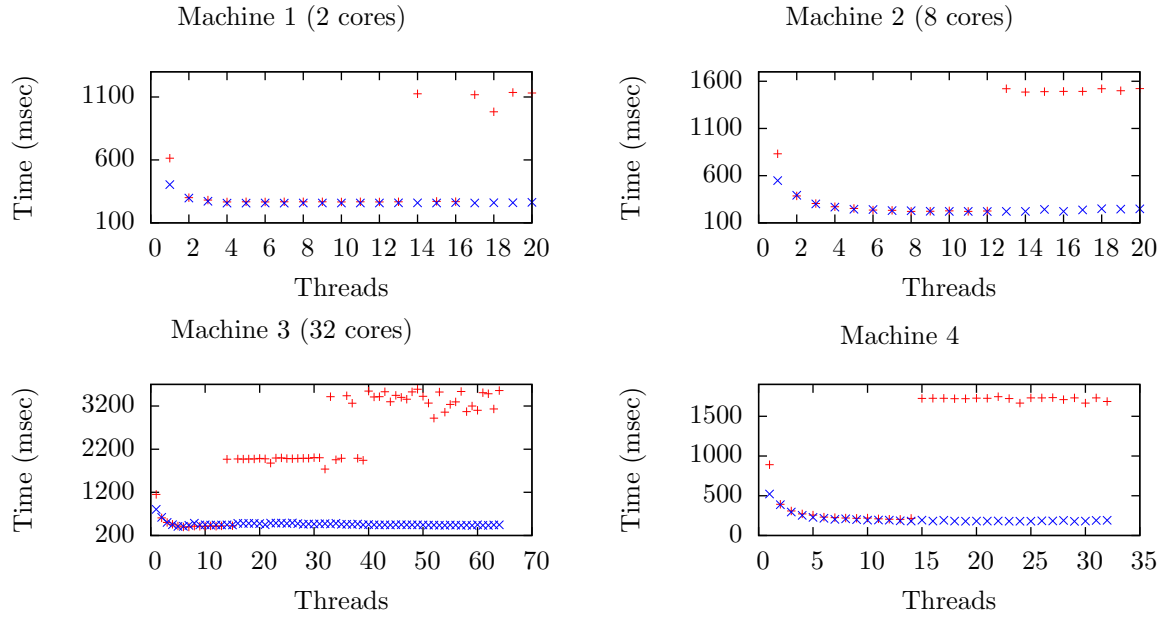 Machine 1 (2 cores)
Time (msec)
1100
600
100
0 2 4 6 8 10 12 14 16 18 20
Threads
Machine 2 (8 cores)
Time (msec)
1600
1100
600
100
0 2 4 6 8 10 12 14 16 18 20
Threads
Machine 3 (32 cores)
Time (msec)
3200
2200
1200
200
0 10 20 30 40 50 60 70
Threads
Machine 4
Time (msec)
1500
1000
500
0
0 5 10 15 20 25 30 35
Threads